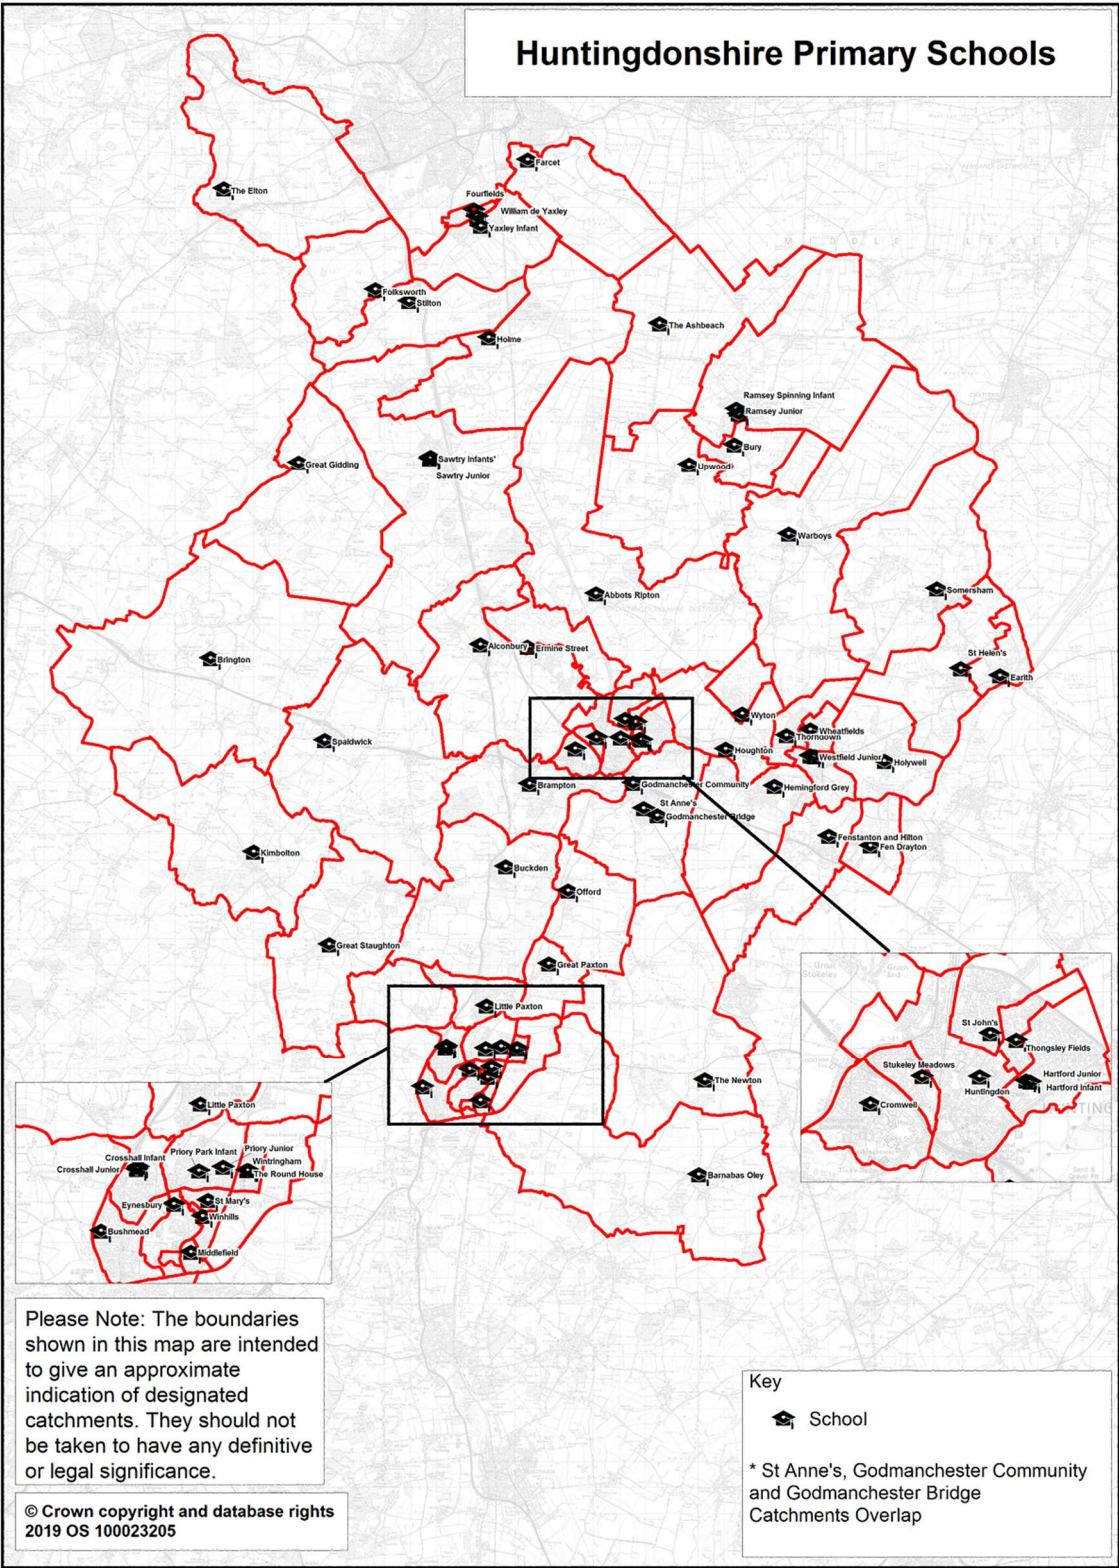 Huntingdonshire Primary Schools
Farcet
The Elton
Fourfields
William de Yaxley
Yaxley Infant
Folksworth
Stilton
The Ashbeach
Holme
Ramsey Spinning Infant
Ramsey Junior
Bury
Great Gidding
Sawtry Infants'
Sawtry Junior
Upwood
Warboys
Somersham
Abbots Ripton
St Helen's
Earith
Alconbury
Ermine Street
Brington
Wyton
Wheatfields
Thorndown
Spaldwick
Houghton
Westfield Junior
Holywell
Brampton
Godmanchester Community
Hemingford Grey
St Anne's
Godmanchester Bridge
Fenstanton and Hilton
Fen Drayton
Kimbolton
Buckden
Offord
Great Staughton
Great Paxton
Little Paxton
The Newton
Barnabas Oley
St John's
Thongsley Fields
Stukeley Meadows
Huntingdon
Hartford Junior
Hartford Infant
Cromwell
Little Paxton
Crosshall Infant
Crosshall Junior
Priory Park Infant
Priory Junior
Wintringham
The Round House
Eynesbury
St Mary's
Winhills
Bushmead
Middlefield
Please Note: The boundaries
shown in this map are intended
to give an approximate
indication of designated
catchments. They should not
be taken to have any definitive
or legal significance.
© Crown copyright and database rights
2019 OS 100023205
Key
School
* St Anne's, Godmanchester Community
and Godmanchester Bridge
Catchments Overlap